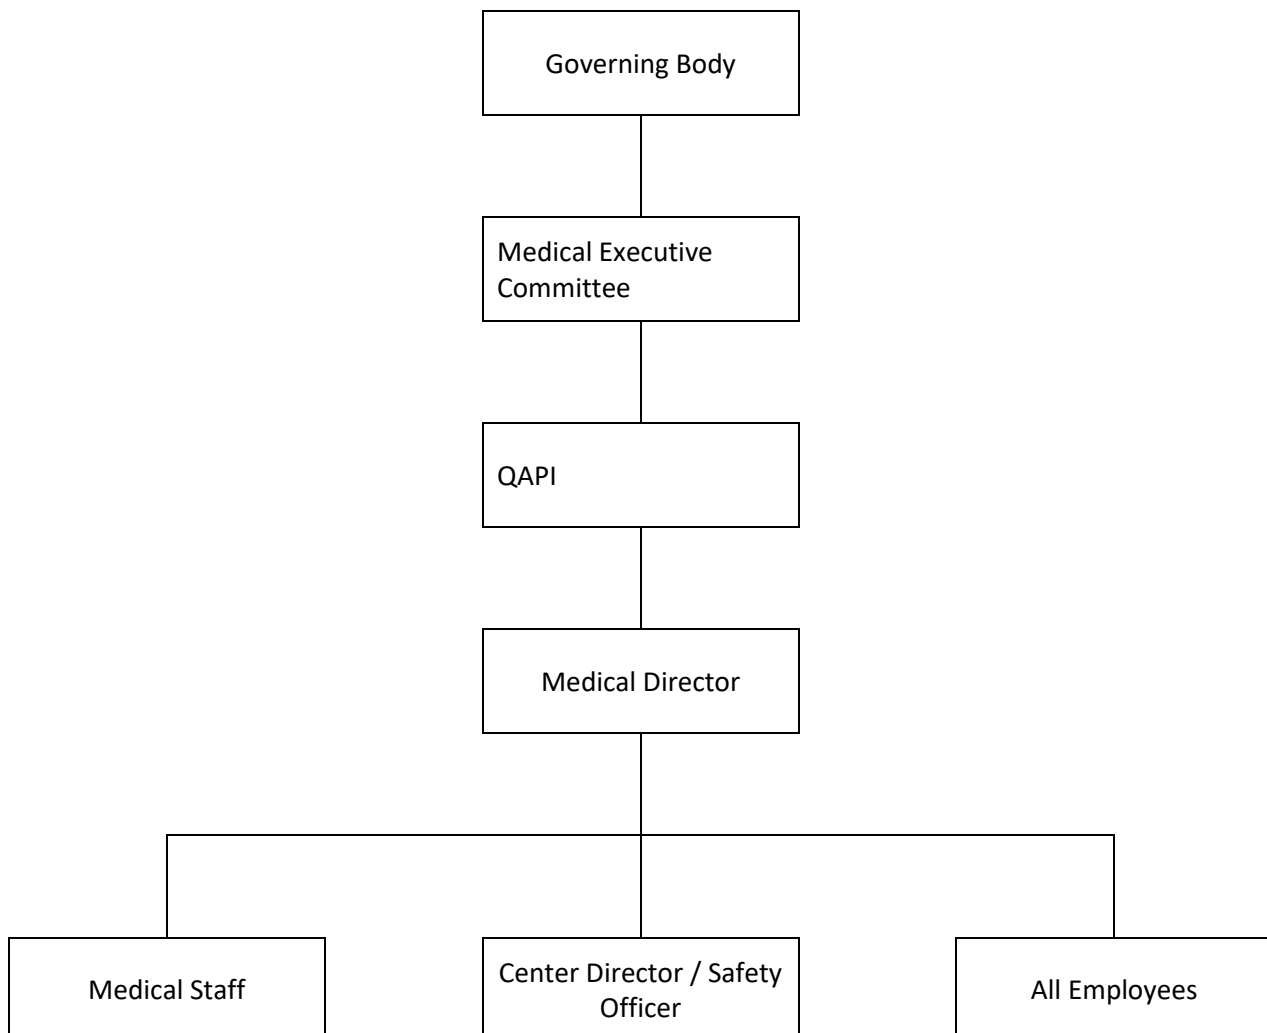 Governing Body
Medical Executive
Committee
QAPI
Medical Director
Medical Staff
Center Director / Safety
Officer
All Employees